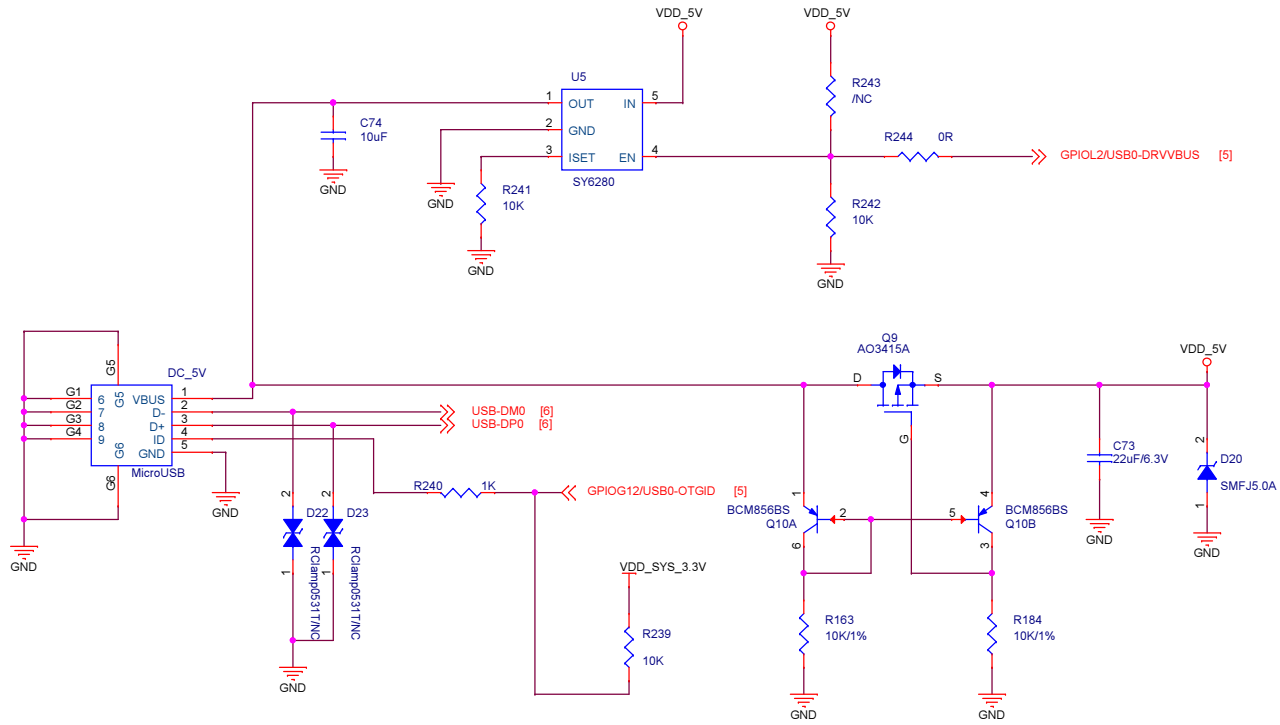 VDD_5V
VDD_5V
U5
1
OUT
IN
5
2
GND
3
ISET
EN
4
SY6280
C74
10uF
GND
GND
R241
10K
GND
R243
/NC
R244
0R
GPIOL2/USB0-DRVVBUS [5]
R242
10K
GND
DC_5V
G5
G1
G2
G3
G4
6
7
8
9
G5
G6
VBUS
D-
D+
ID
GND
1
2
3
4
5
MicroUSB
G6
GND
GND
USB-DM0 [6]
USB-DP0 [6]
R240
1K
GPIOG12/USB0-OTGID [5]
2
D22
2
D23
1
1
RClamp0531T/NC
RClamp0531T/NC
GND
VDD_SYS_3.3V
R239
10K
Q9
AO3415A
D
S
G
VDD_5V
1
BCM856BS
Q10A
2
6
4
BCM856BS
Q10B
5
3
R163
10K/1%
R184
10K/1%
GND
GND
C73
22uF/6.3V
GND
2
D20
SMFJ5.0A
1
GND